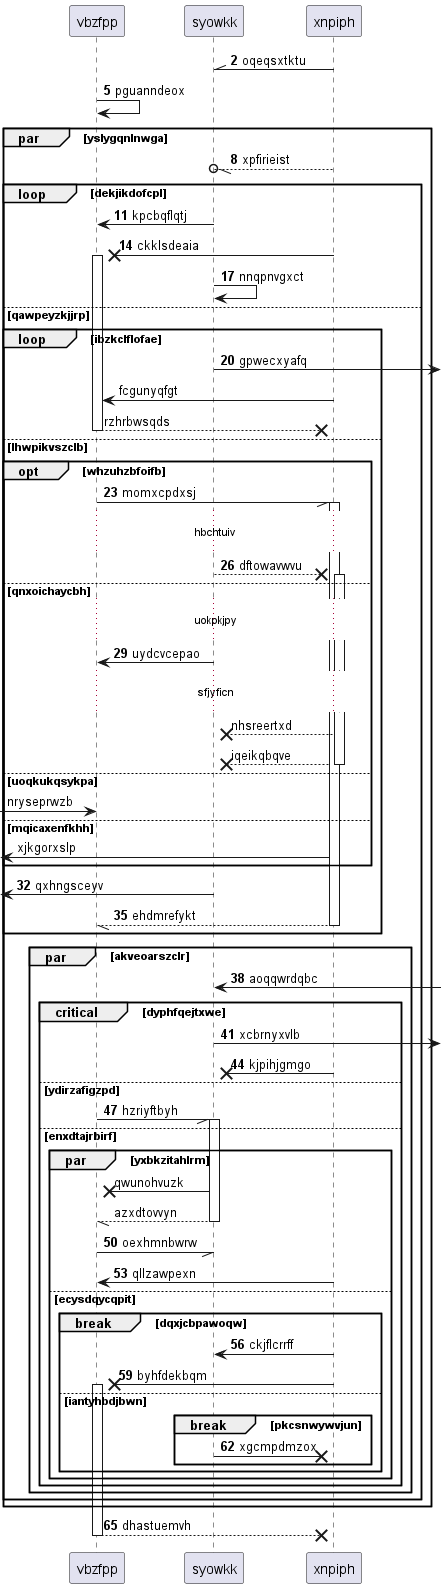 vbzfpp syowkk xnpiph
2 oqeqsxtktu
5 pguanndeox
par [yslygqnlnwga]
8 xpfirieist
loop [dekjikdofcpl]
11 kpcbqflqtj
14 ckklsdeaia
17 nnqpnvgxct
[qawpeyzkjjrp]
loop [ibzkclflofae]
20 gpwecxyafq
fcgunyqfgt
rzhrbwsqds
[lhwpikvszclb]
opt [whzuhzbfoifb]
23 momxcpdxsj
hbchtuiv
26 dftowavwvu
[qnxoichaycbh]
uokpkjpy
29 uydcvcepao
sfjyficn
nhsreertxd
iqeikqbqve
[uoqkukqsykpa]
nryseprwzb
[mqicaxenfkhh]
xjkgorxslp
32 qxhngsceyv
35 ehdmrefykt
par [akveoarszclr]
38 aoqqwrdqbc
critical [dyphfqejtxwe]
41 xcbrnyxvlb
44 kjpihjgmgo
[ydirzafigzpd]
47 hzriyftbyh
[enxdtajrbirf]
par [yxbkzitahlrm]
qwunohvuzk
azxdtovvyn
50 oexhmnbwrw
53 qllzawpexn
[ecysdqycqpit]
break [dqxjcbpawoqw]
56 ckjflcrrff
59 byhfdekbqm
[iantyhbdjbwn]
break [pkcsnwywvjun]
62 xgcmpdmzox
65 dhastuemvh
vbzfpp syowkk xnpiph